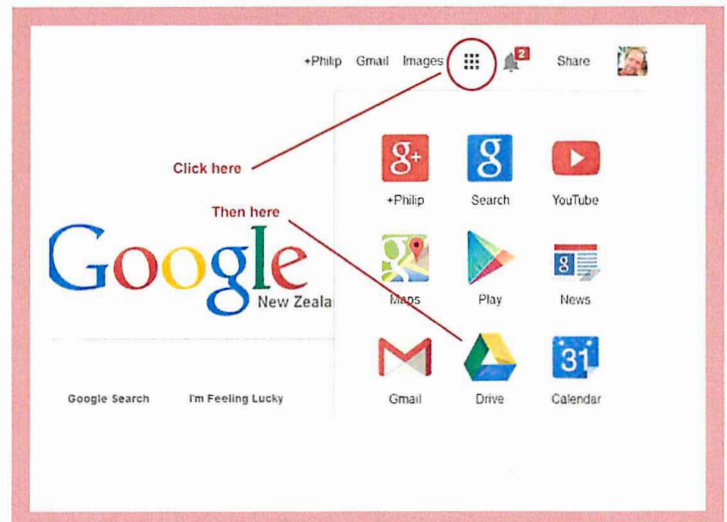 +Philip Gmail Images 2 Share
Click here
g+ g
+Philip Search YouTube
Then here
Google
New Zeala
g
g
Maps Play News
31
Gmail Drive Calendar
Google Search I'm Feeling Lucky